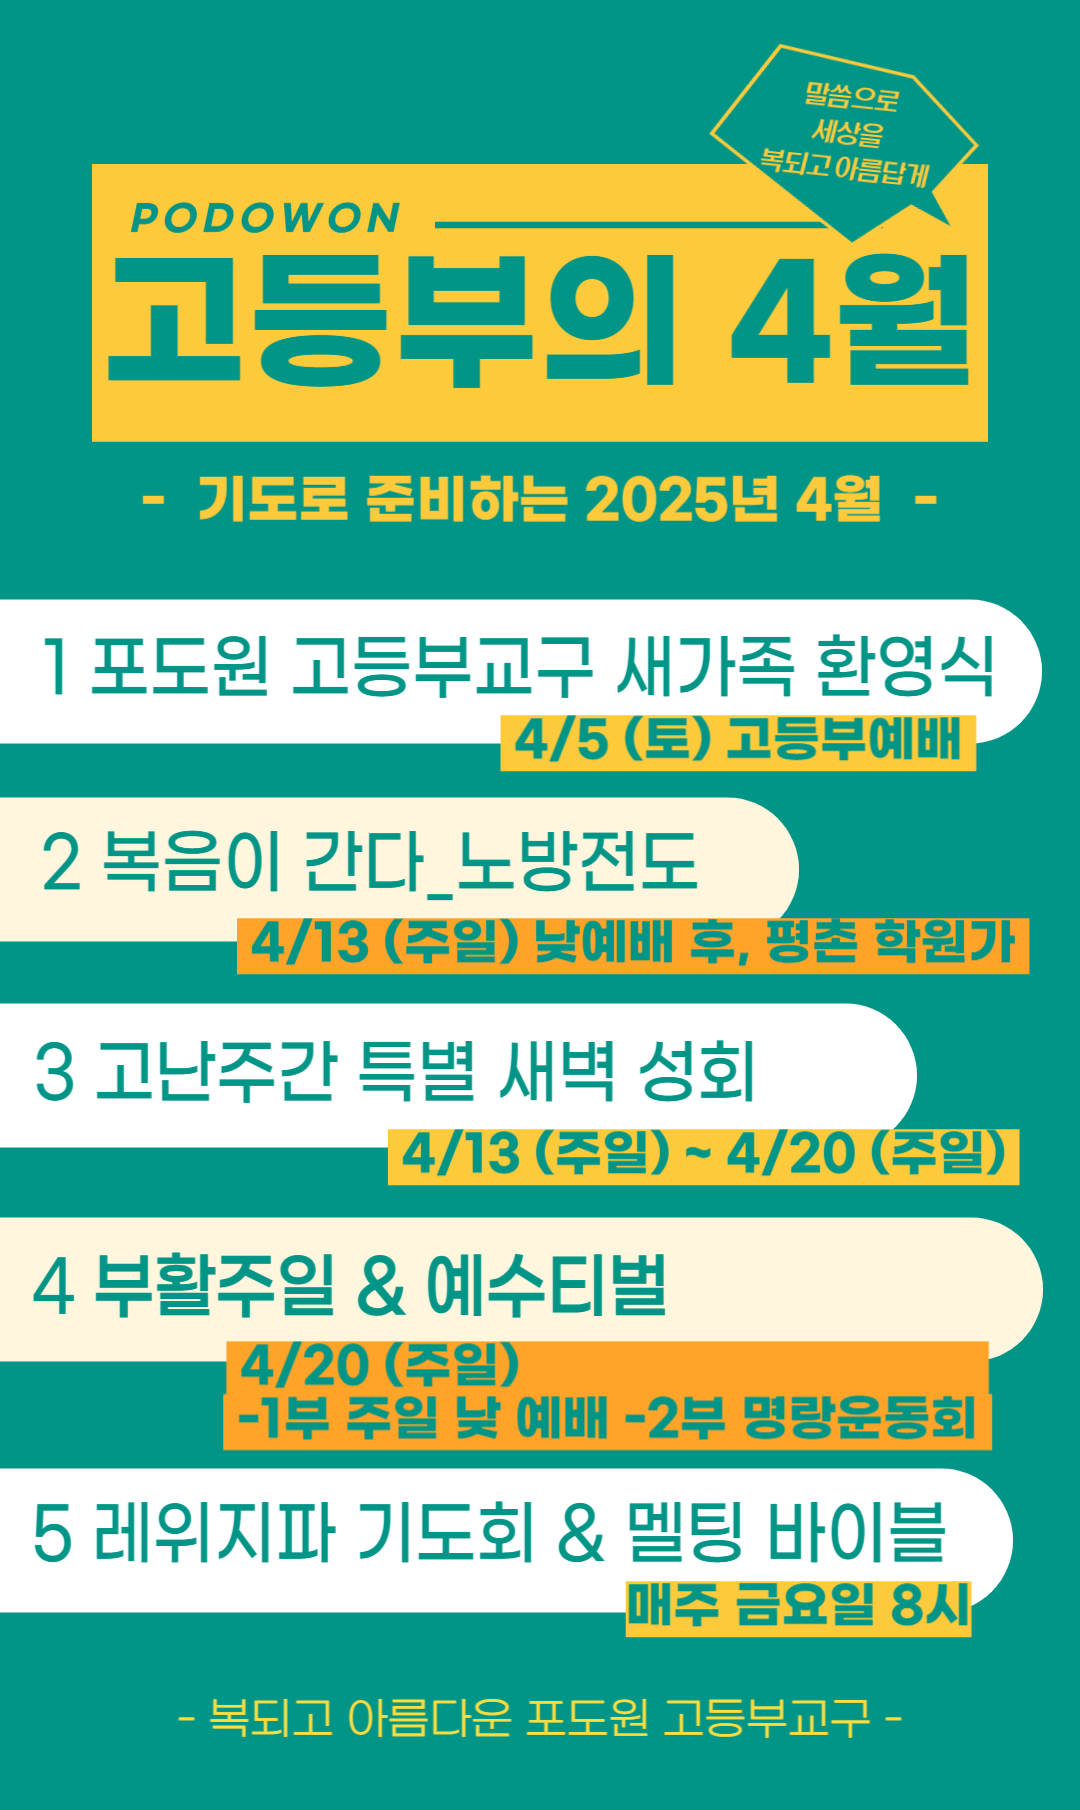 말씀으로
세상을
복되고 아름답게
PODOWON
고등부의 4월
- 기도로 준비하는 2025년 4월 -
1 포도원 고등부교구 새가족 환영식
4/5 (토) 고등부예배
2 복음이 간다_노방전도
4/13 (주일) 낮예배 후, 평촌 학원가
3 고난주간 특별 새벽 성회
4/13 (주일) ~ 4/20 (주일)
4 부활주일 & 예수티벌
4/20 (주일)
-1부 주일 낮 예배 -2부 명랑운동회
5 레위지파 기도회 & 멜팅 바이블
매주 금요일 8시
- 복되고 아름다운 포도원 고등부교구 -